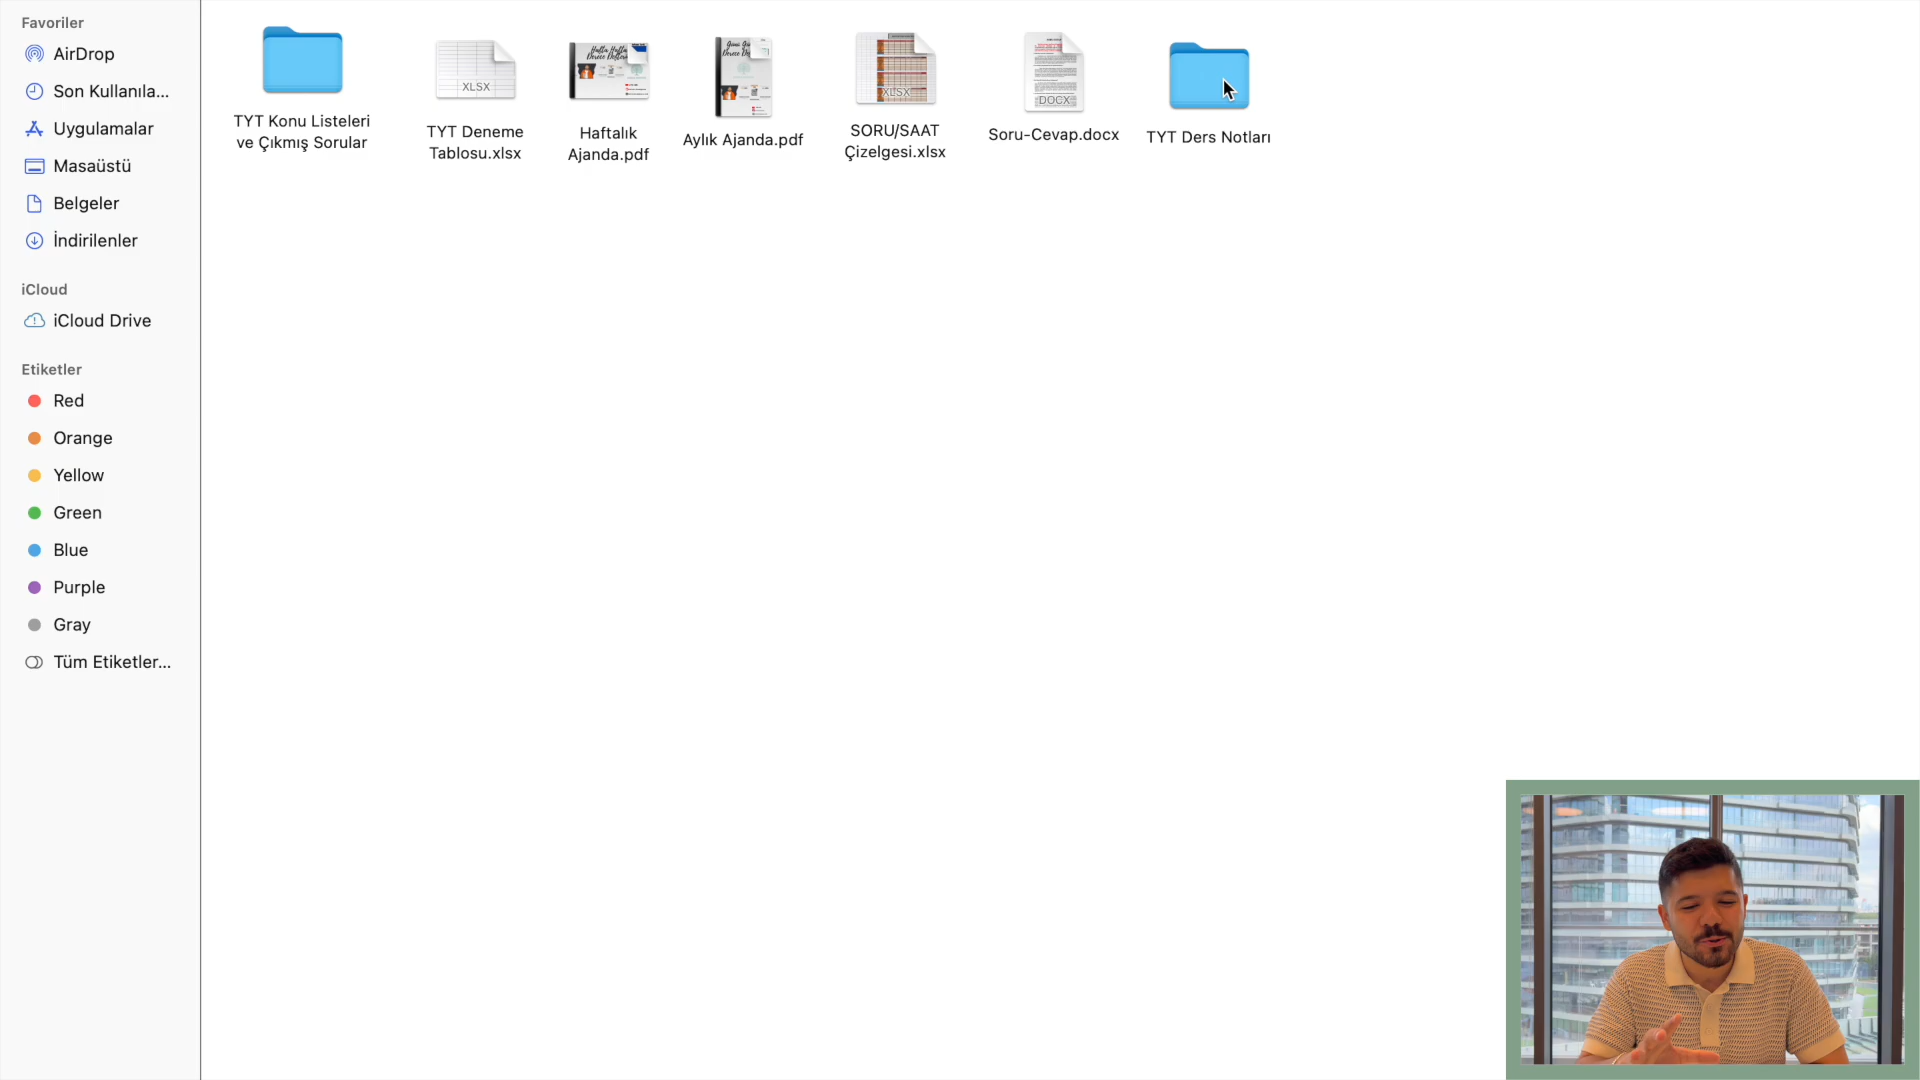 Favoriler
AirDrop
Son Kullanıla...
Uygulamalar
Masaüstü
Belgeler
İndirilenler
iCloud
iCloud Drive
Etiketler
Red
Orange
Yellow
Green
Blue
Purple
Gray
Tüm Etiketler...
TYT Konu Listeleri
ve Çıkmış Sorular
XLSX
TYT Deneme
Tablosu.xlsx
Haftalık
Ajanda.pdf
Aylık Ajanda.pdf
XLSX
SORU/SAAT
Çizelgesi.xlsx
DOCX
Soru-Cevap.docx
TYT Ders Notları